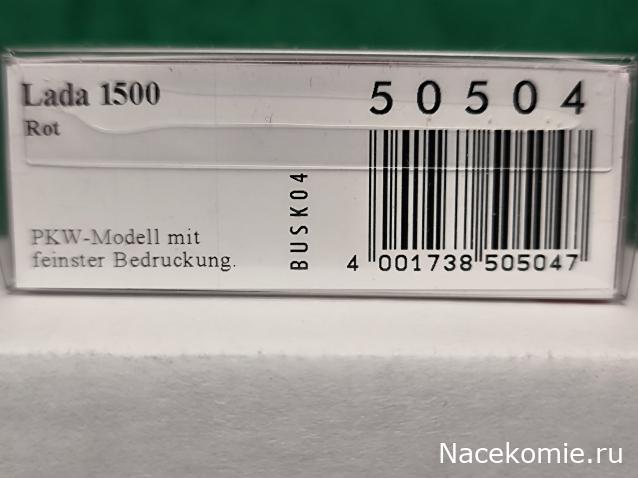 Lada 1500
Rot
50504
PKW-Modell mit
feinster Bedruckung.
BUSK04
4 001738 505047
Nacekomie.ru